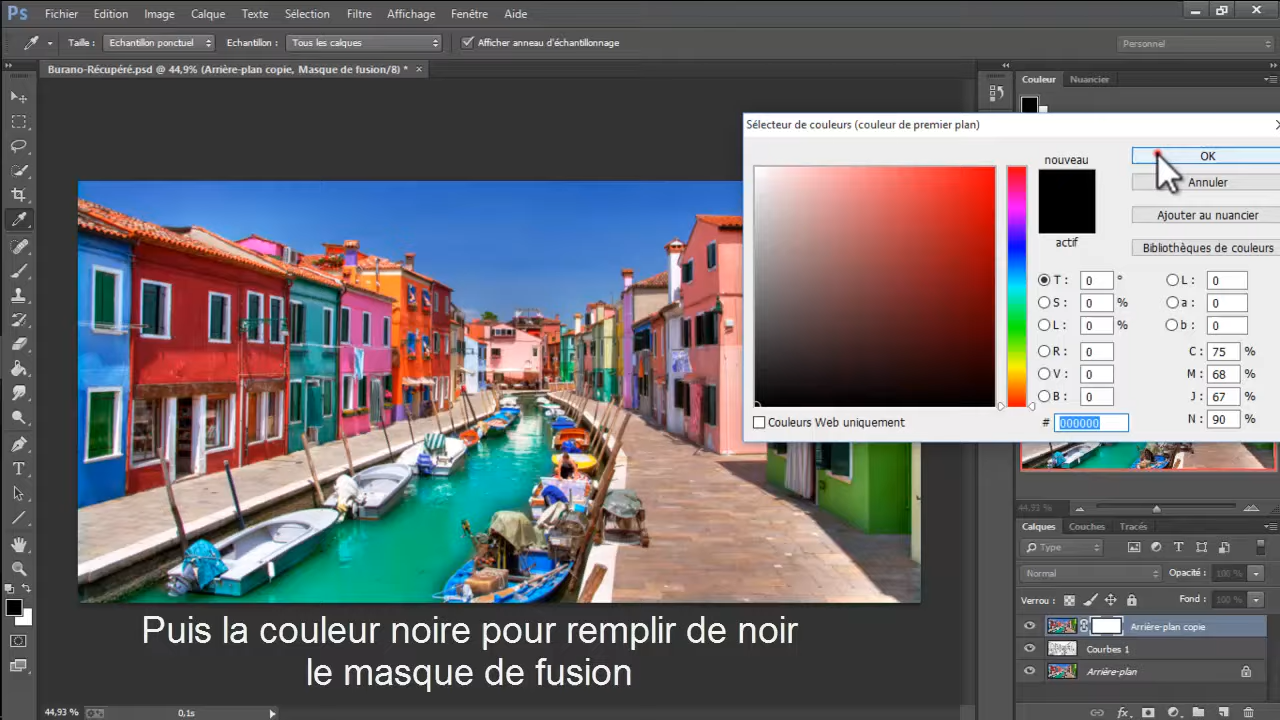 Ps Fichier Edition Image Calque Texte Sélection Filtre Affichage Fenêtre Aide
Taille : Echantillon ponctuel Echantillon : Tous les calques Afficher anneau d'échantillonnage Personnel
Burano-Récupéré.psd @ 44,9% (Arrière-plan copie, Masque de fusion/8) * ×
Couleur Nuancier
Sélecteur de couleurs (couleur de premier plan)
nouveau
OK
Annuler
Ajouter au nuancier
actif
Bibliothèques de couleurs
T : 0 ° L : 0
S : 0 % a : 0
L : 0 % b : 0
R : 0 C : 75 %
V : 0 M : 68 %
B : 0 J : 67 %
# 000000 N : 90 %
Couleurs Web uniquement
44,93 %
Calques Couches Tracés
Type
Normal Opacité : 100 %
Verrou : Fond : 100 %
Arrière-plan copie
Courbes 1
Arrière-plan
Puis la couleur noire pour remplir de noir
le masque de fusion
44,93 % 0,1s
fx